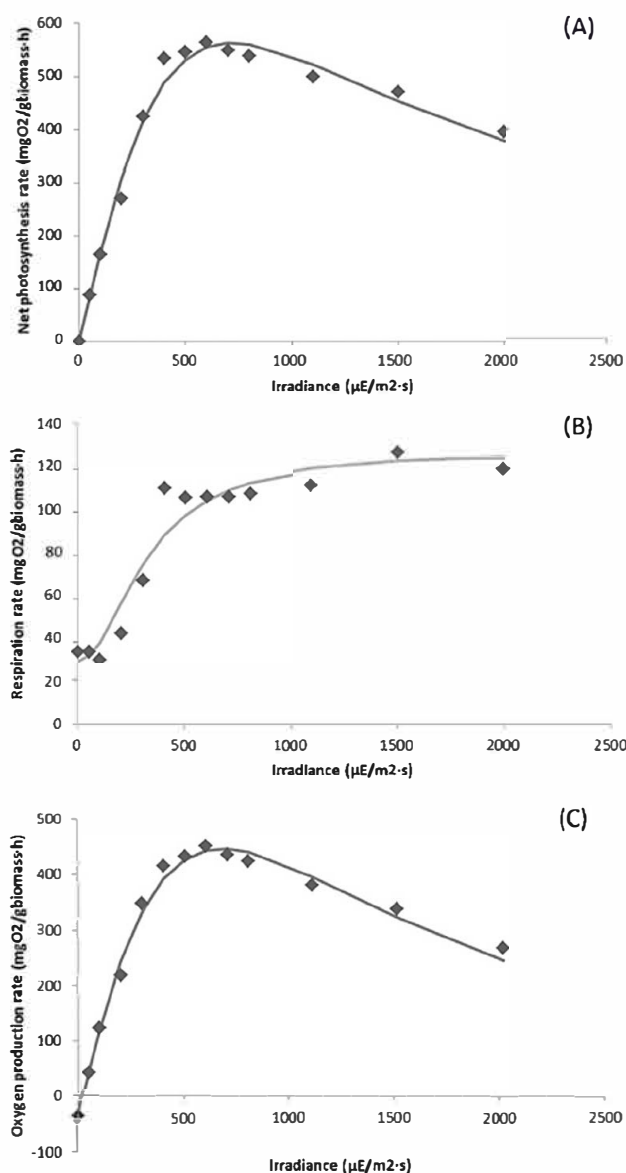 (A)
Net photosynthesis rate (mgO2/gbiomass·h)
600
500
400
300
200
100
0
0 500 1000 1500 2000 2500
Irradiance (µE/m2·s)
(B)
Respiration rate (mgO2/gbiomass·h)
140
120
100
80
60
40
20
0
0 500 1000 1500 2000 2500
Irradiance (µE/m2·s)
(C)
Oxygen production rate (mgO2/gbiomass·h)
500
400
300
200
100
0
-100
0 500 1000 1500 2000 2500
Irradiance (µE/m2·s)